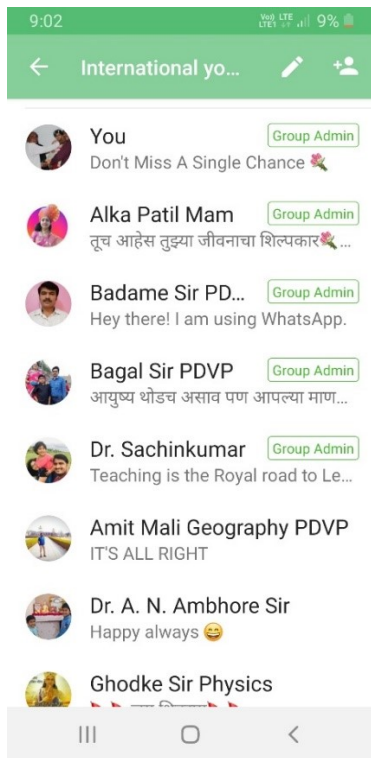 9:02 Vo) LTE LTE1 9%
International yo...
You Group Admin
Don't Miss A Single Chance 💐
Alka Patil Mam Group Admin
तूच आहेस तुझ्या जीवनाचा शिल्पकार💐...
Badame Sir PD... Group Admin
Hey there! I am using WhatsApp.
Bagal Sir PDVP Group Admin
आयुष्य थोडच असाव पण आपल्या माण...
Dr. Sachinkumar Group Admin
Teaching is the Royal road to Le...
Amit Mali Geography PDVP
IT'S ALL RIGHT
Dr. A. N. Ambhore Sir
Happy always 😄
Ghodke Sir Physics